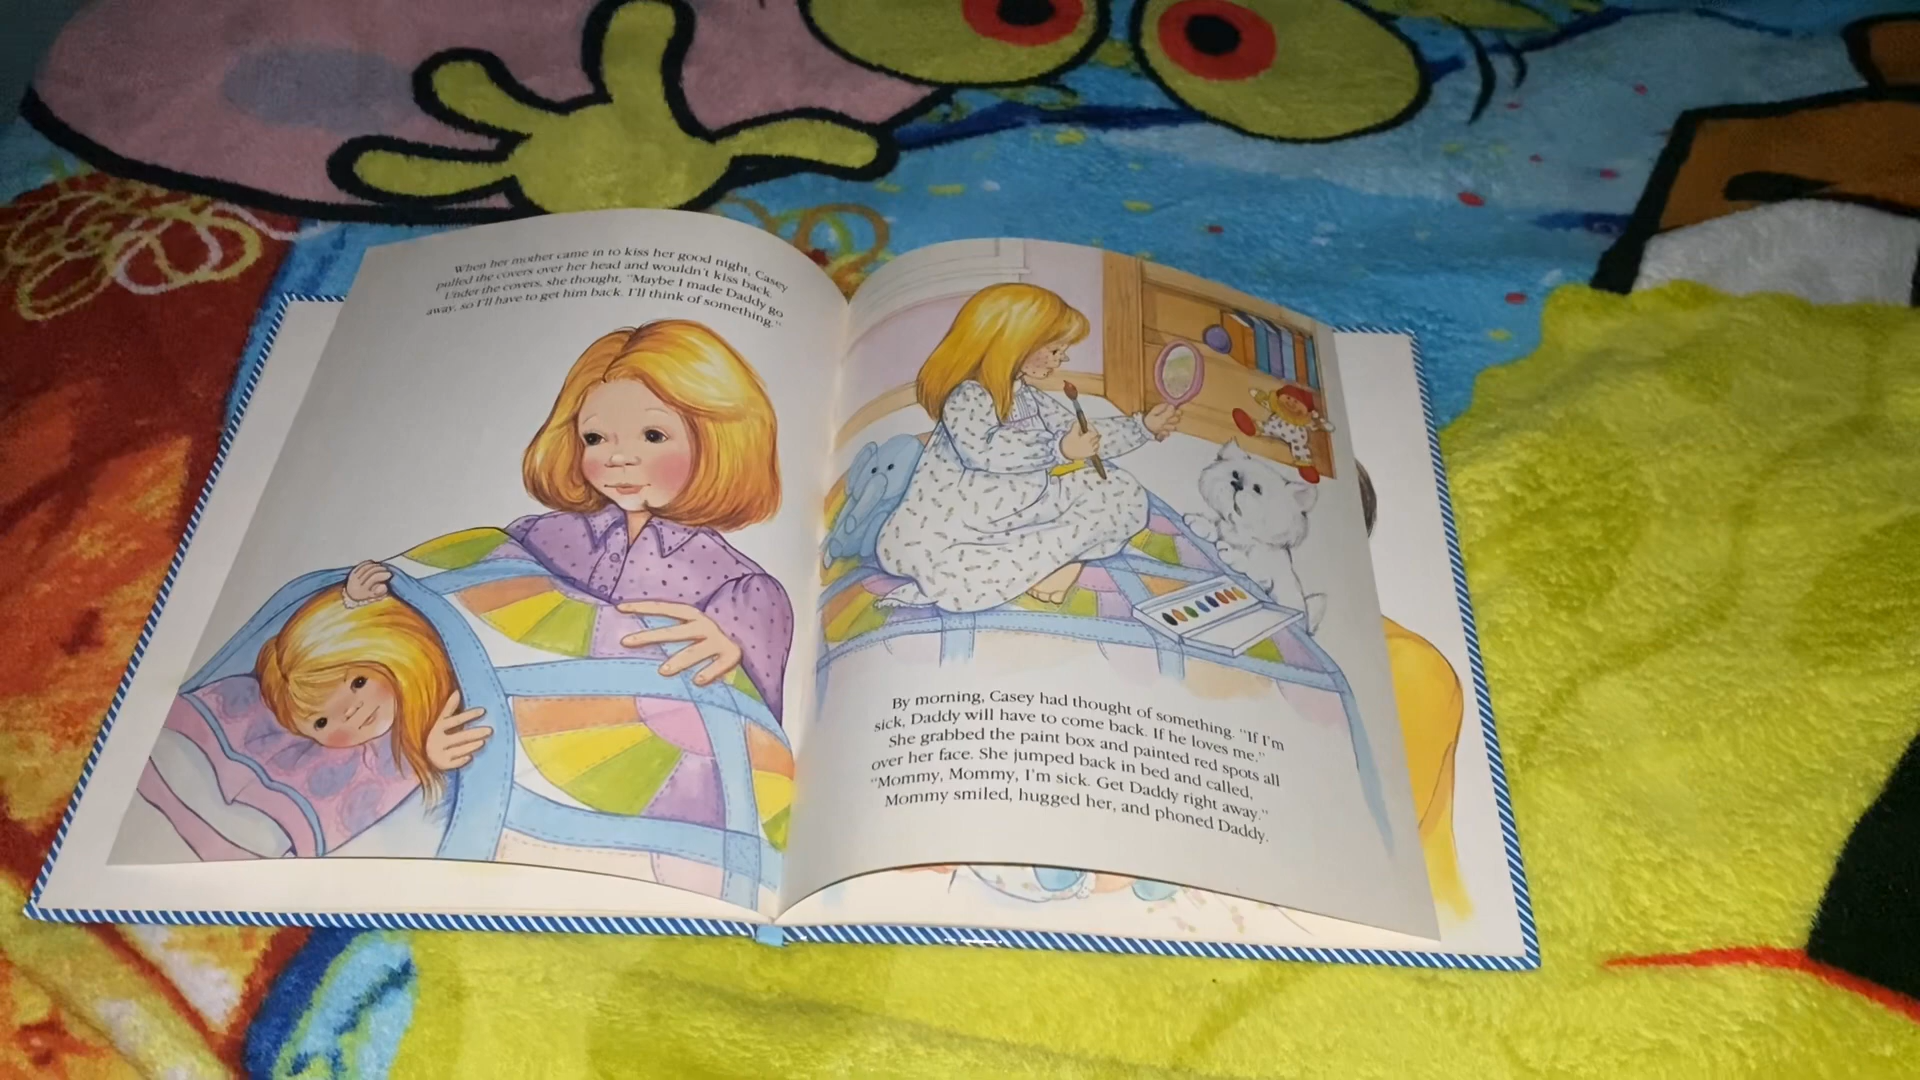 When her mother came in to kiss her good night, Casey
pulled the covers over her head and wouldn't kiss back.
Under the covers, she thought, "Maybe I made Daddy go
away, so I'll have to get him back. I'll think of something."
By morning, Casey had thought of something. "If I'm
sick, Daddy will have to come back. If he loves me."
She grabbed the paint box and painted red spots all
over her face. She jumped back in bed and called,
"Mommy, Mommy, I'm sick. Get Daddy right away."
Mommy smiled, hugged her, and phoned Daddy.